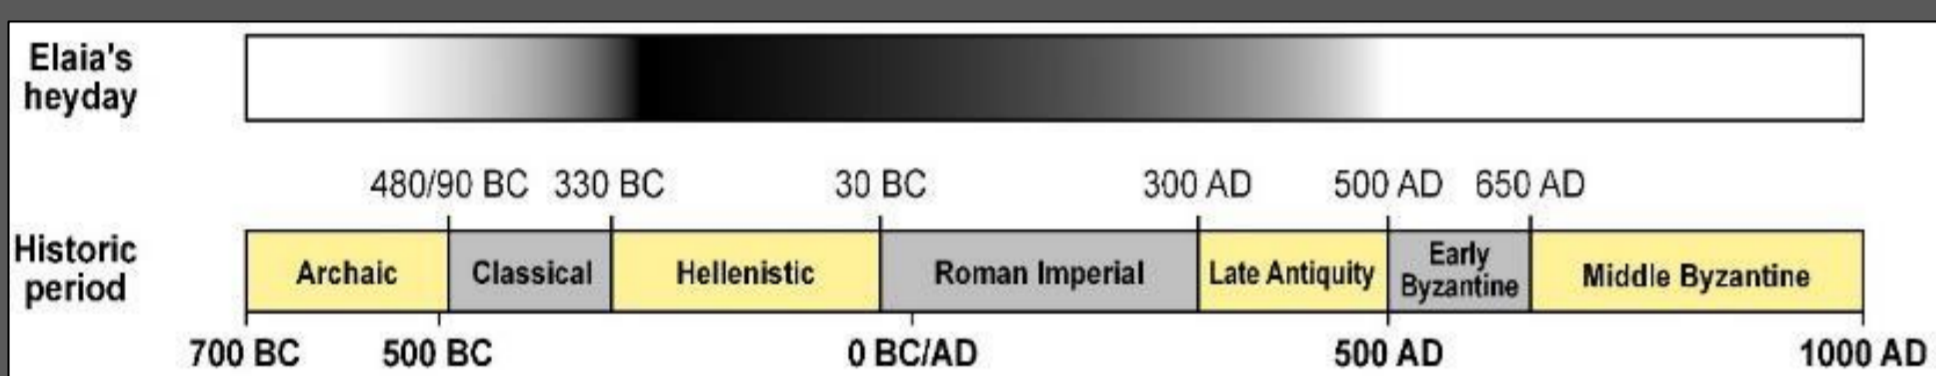 Elaia's
heyday
480/90 BC 330 BC 30 BC 300 AD 500 AD 650 AD
Historic
period
Archaic Classical Hellenistic Roman Imperial Late Antiquity Early
Byzantine Middle Byzantine
700 BC 500 BC 0 BC/AD 500 AD 1000 AD